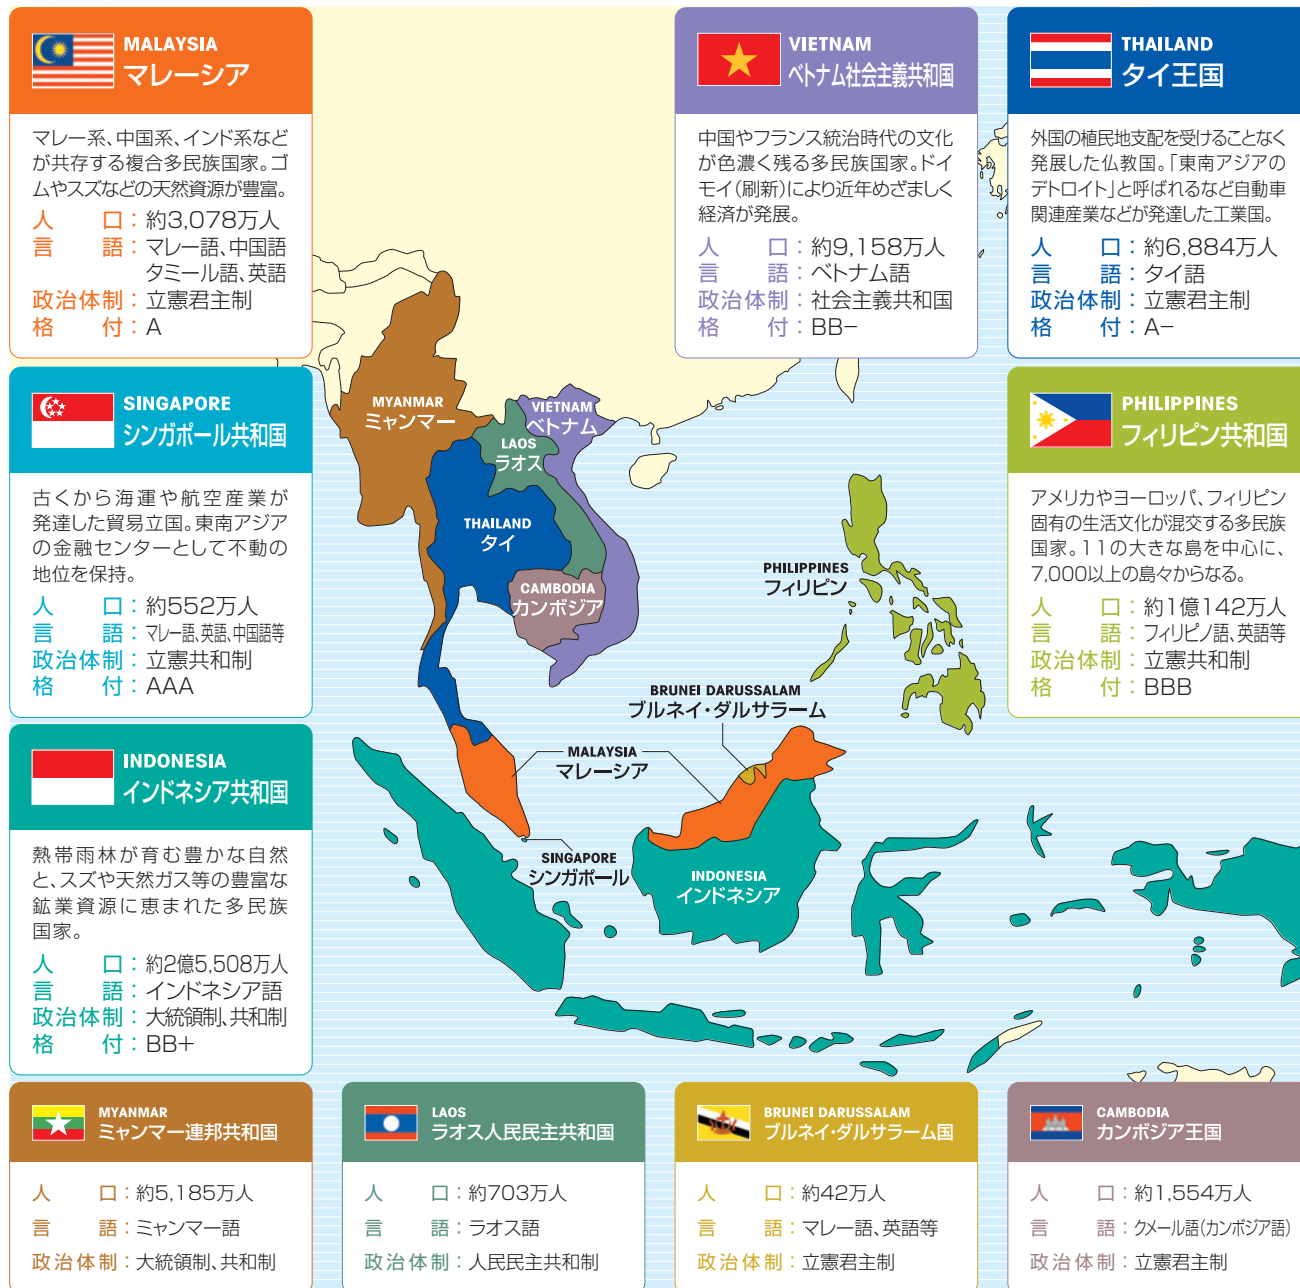 MALAYSIA
マレーシア
マレー系、中国系、インド系など
が共存する複合多民族国家。ゴ
ムやスズなどの天然資源が豊富。
人口：約3,078万人
言語：マレー語、中国語
タミール語、英語
政治体制：立憲君主制
格付：A
VIETNAM
ベトナム社会主義共和国
中国やフランス統治時代の文化
が色濃く残る多民族国家。ドイ
モイ（刷新）により近年めざましく
経済が発展。
人口：約9,158万人
言語：ベトナム語
政治体制：社会主義共和国
格付：BB−
THAILAND
タイ王国
外国の植民地支配を受けることなく
発展した仏教国。「東南アジアの
デトロイト」と呼ばれるなど自動車
関連産業などが発達した工業国。
人口：約6,884万人
言語：タイ語
政治体制：立憲君主制
格付：A−
SINGAPORE
シンガポール共和国
古くから海運や航空産業が
発達した貿易立国。東南アジア
の金融センターとして不動の
地位を保持。
人口：約552万人
言語：マレー語、英語、中国語等
政治体制：立憲共和制
格付：AAA
PHILIPPINES
フィリピン共和国
アメリカやヨーロッパ、フィリピン
固有の生活文化が混交する多民族
国家。11の大きな島を中心に、
7,000以上の島々からなる。
人口：約1億142万人
言語：フィリピノ語、英語等
政治体制：立憲共和制
格付：BBB
INDONESIA
インドネシア共和国
熱帯雨林が育む豊かな自然
と、スズや天然ガス等の豊富な
鉱業資源に恵まれた多民族
国家。
人口：約2億5,508万人
言語：インドネシア語
政治体制：大統領制、共和制
格付：BB+
MYANMAR
ミャンマー
VIETNAM
ベトナム
LAOS
ラオス
THAILAND
タイ
CAMBODIA
カンボジア
PHILIPPINES
フィリピン
BRUNEI DARUSSALAM
ブルネイ・ダルサラーム
MALAYSIA
マレーシア
SINGAPORE
シンガポール
INDONESIA
インドネシア
MYANMAR
ミャンマー連邦共和国
人口：約5,185万人
言語：ミャンマー語
政治体制：大統領制、共和制
LAOS
ラオス人民民主共和国
人口：約703万人
言語：ラオス語
政治体制：人民民主共和制
BRUNEI DARUSSALAM
ブルネイ・ダルサラーム国
人口：約42万人
言語：マレー語、英語等
政治体制：立憲君主制
CAMBODIA
カンボジア王国
人口：約1,554万人
言語：クメール語（カンボジア語）
政治体制：立憲君主制